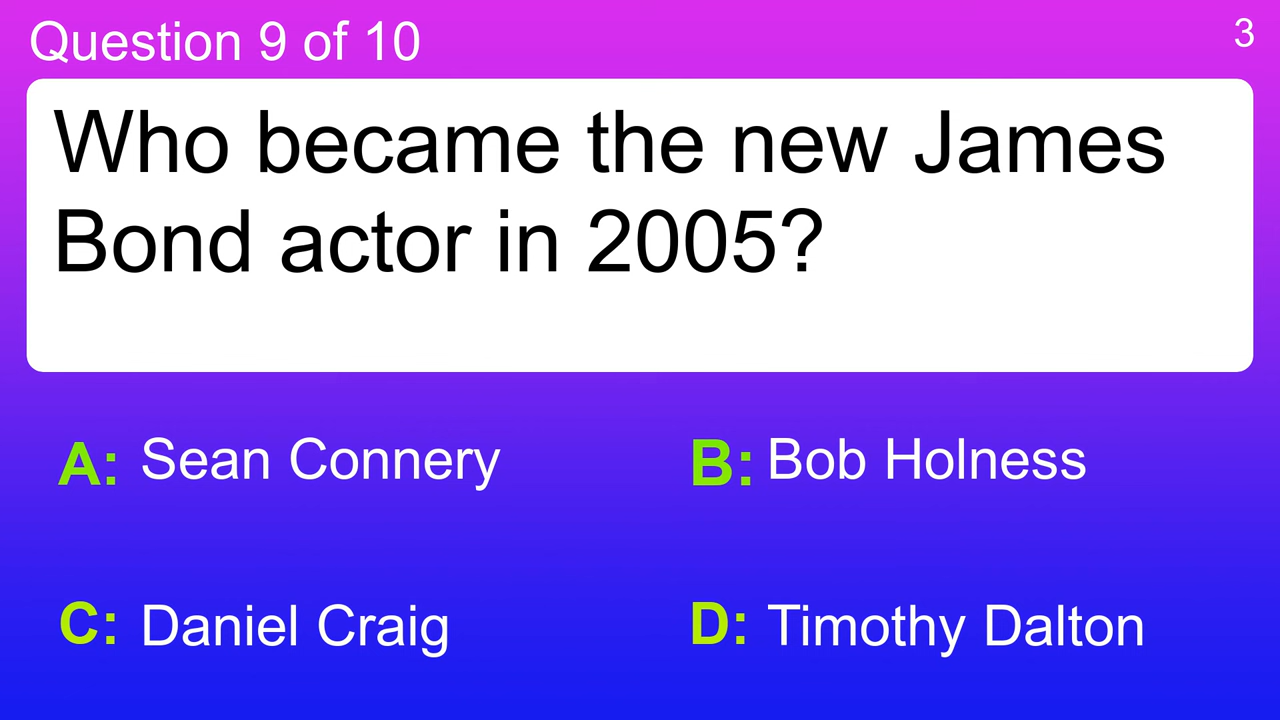 Question 9 of 10
3
Who became the new James
Bond actor in 2005?
A: Sean Connery
B: Bob Holness
C: Daniel Craig
D: Timothy Dalton